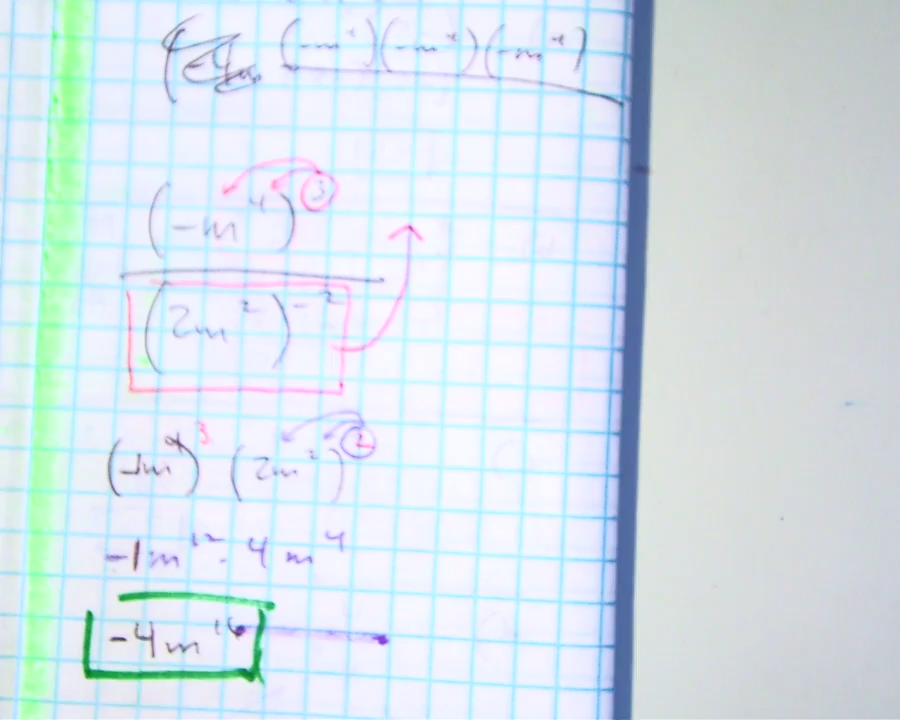 (-m⁴)(-m⁴)(-m⁴)
(-m⁴)³
(2m²)⁻²
(-1m⁴)³ (2m²)²
-1m¹² · 4m⁴
-4m¹⁶